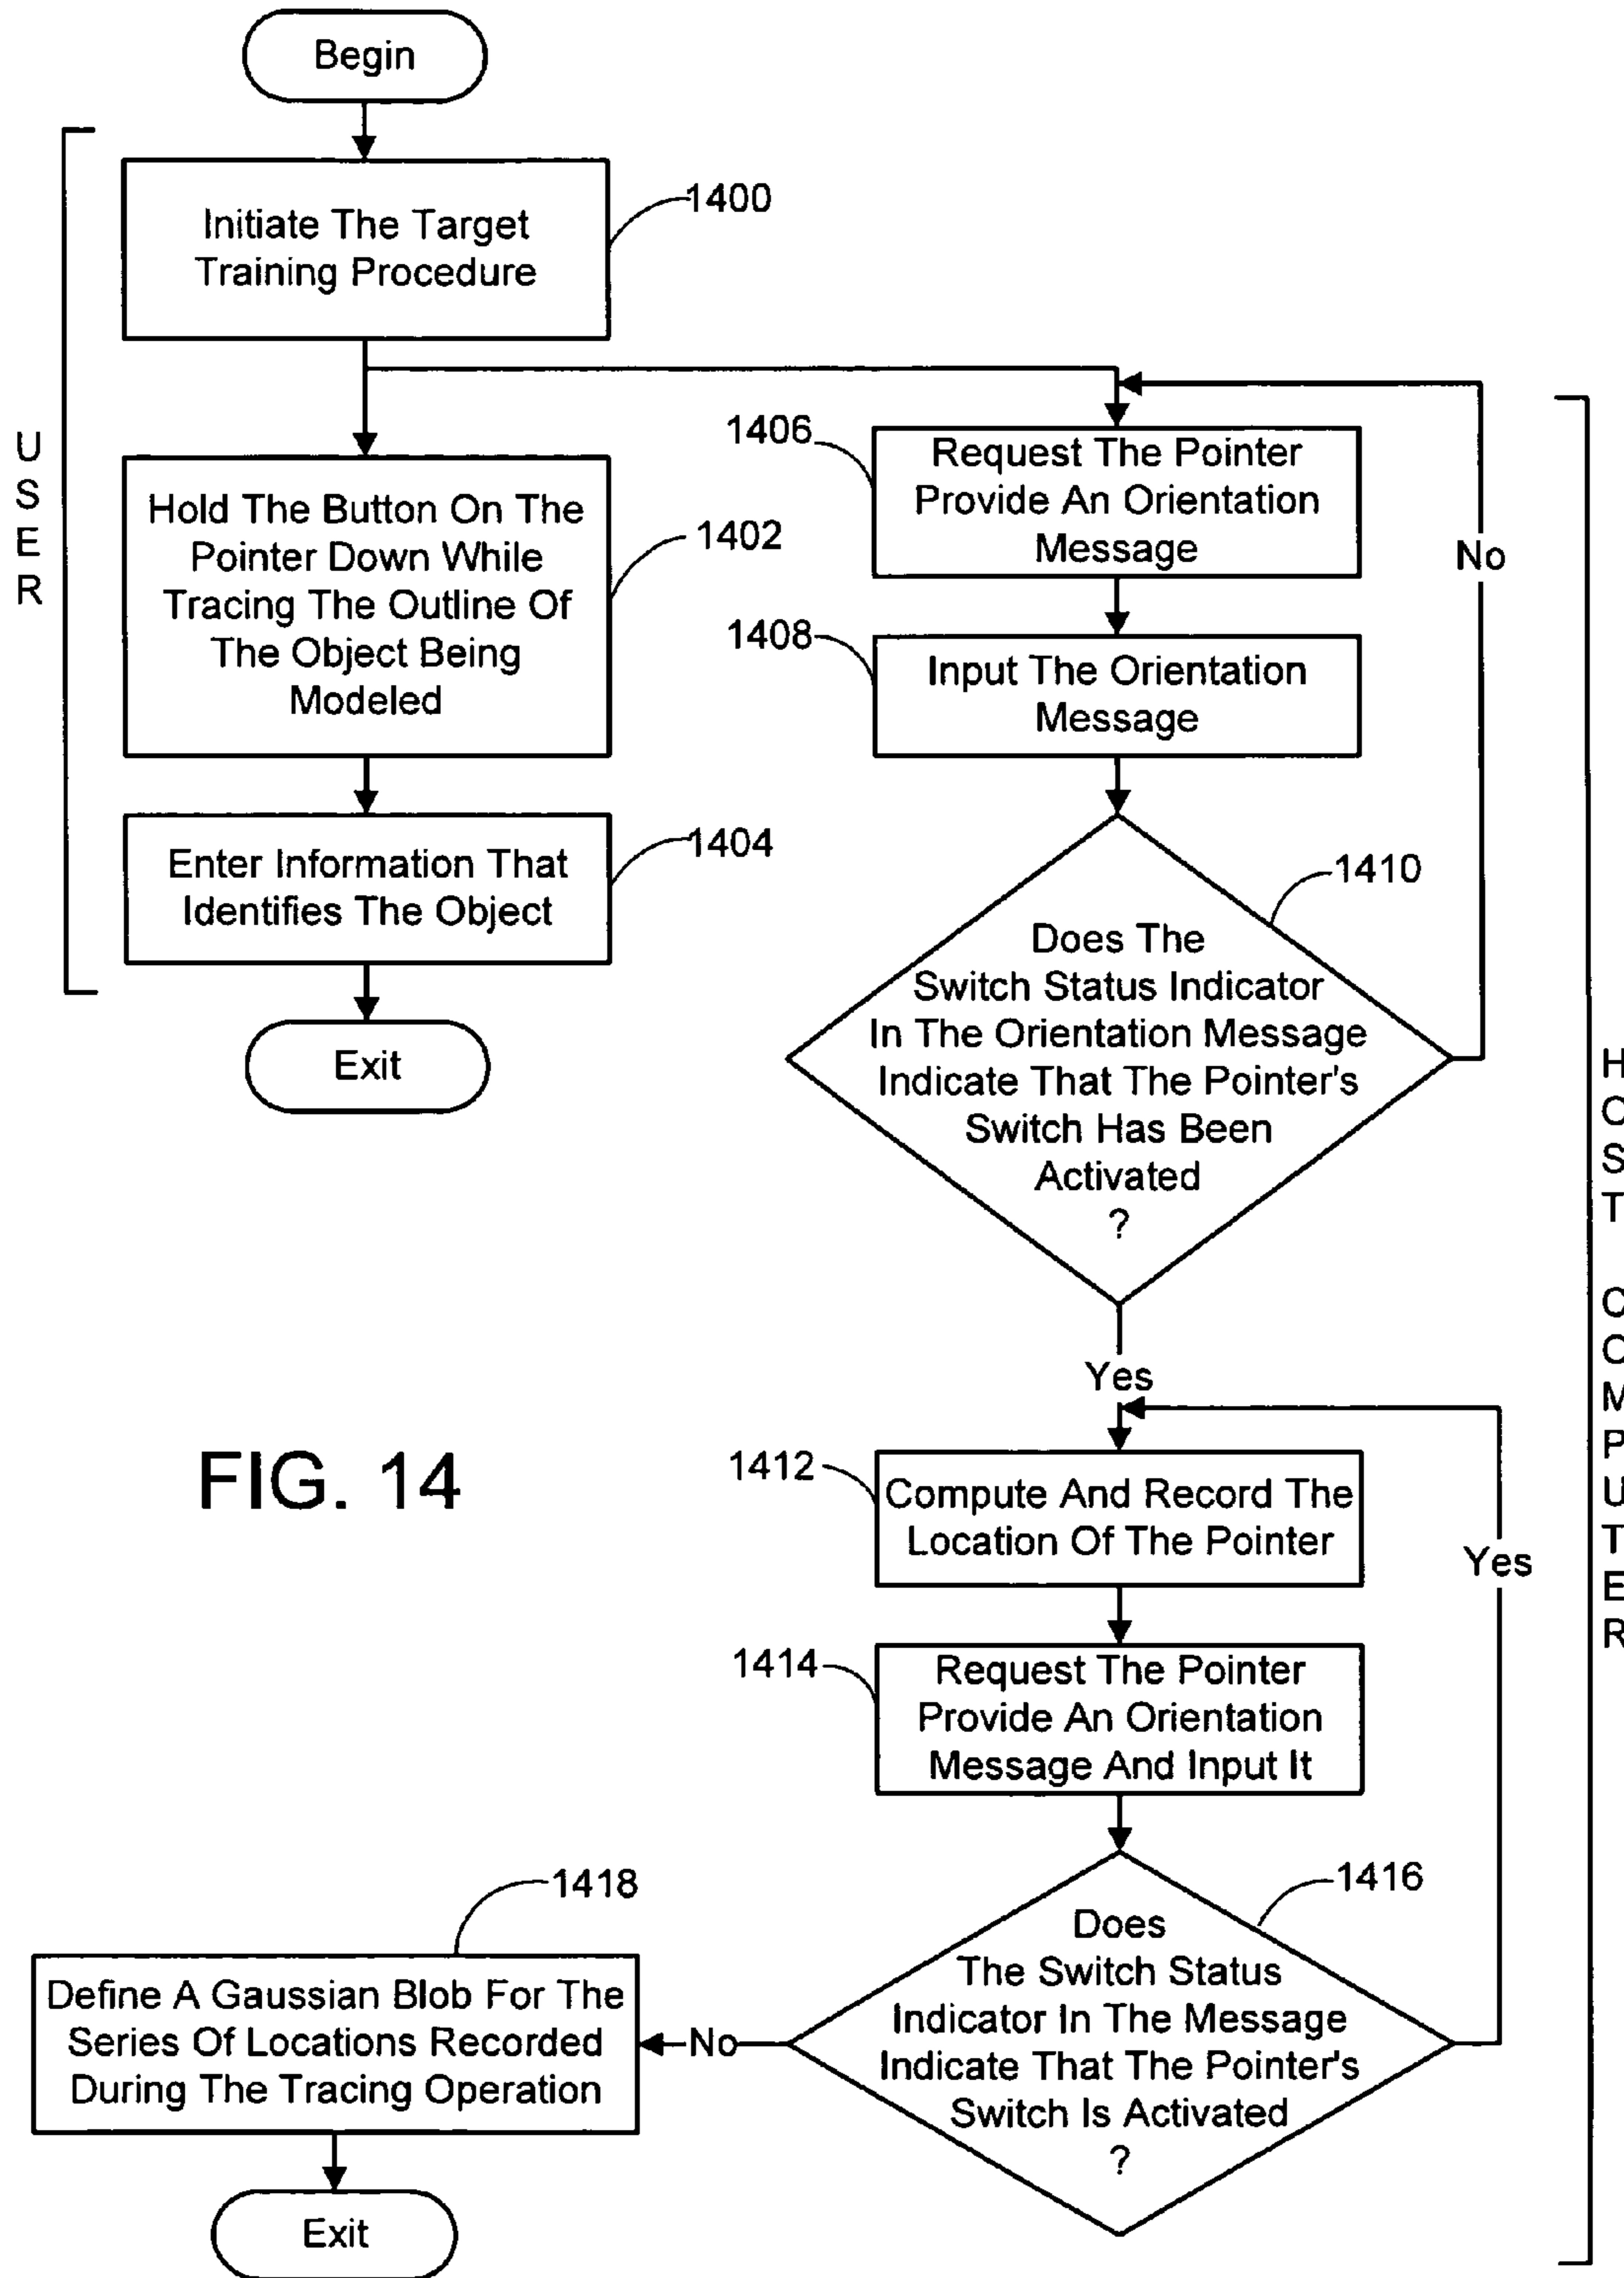 Begin
Initiate The Target
Training Procedure
1400
USER
Hold The Button On The
Pointer Down While
Tracing The Outline Of
The Object Being
Modeled
1402
Enter Information That
Identifies The Object
1404
Exit
1406
Request The Pointer
Provide An Orientation
Message
No
1408
Input The Orientation
Message
1410
Does The
Switch Status Indicator
In The Orientation Message
Indicate That The Pointer's
Switch Has Been
Activated
?
Yes
HOST COMPUTER
FIG. 14
1412
Compute And Record The
Location Of The Pointer
Yes
1414
Request The Pointer
Provide An Orientation
Message And Input It
1416
Does
The Switch Status
Indicator In The Message
Indicate That The Pointer's
Switch Is Activated
?
No
1418
Define A Gaussian Blob For The
Series Of Locations Recorded
During The Tracing Operation
Exit